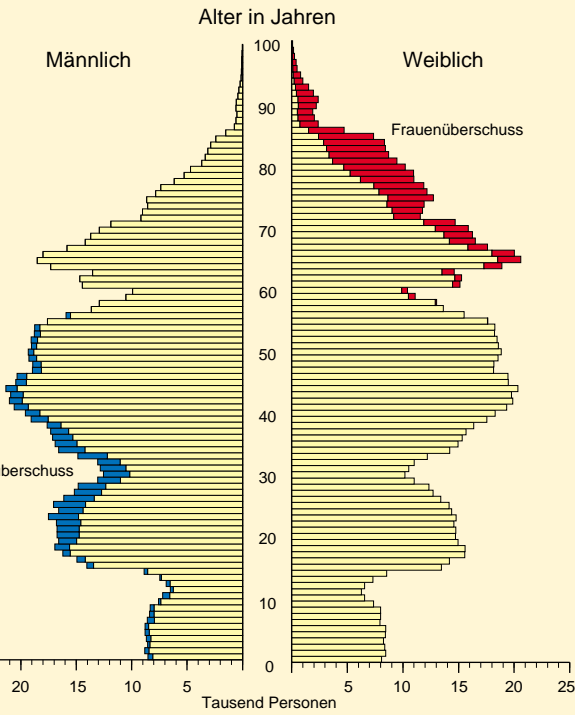 Alter in Jahren
Männlich
Weiblich
100
90
80
70
60
50
40
30
20
10
0
Frauenüberschuss
berschuss
20 15 10 5
5 10 15 20 25
Tausend Personen